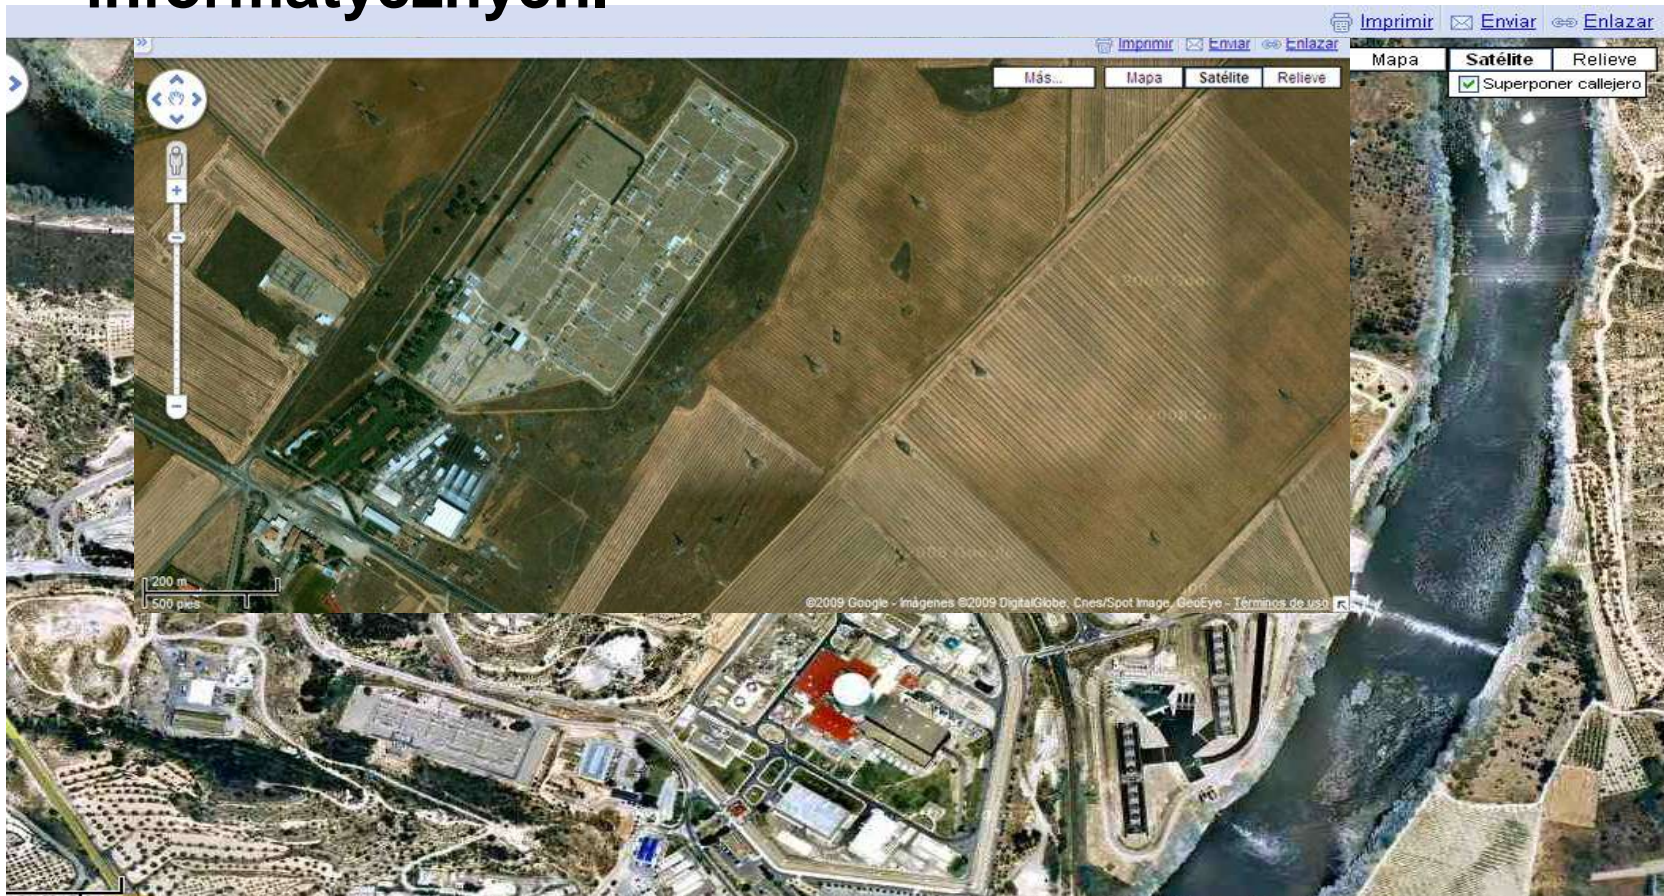 informatycznych.
Imprimir Enviar Enlazar
» Imprimir Enviar Enlazar
Mapa Satélite Relieve
Superponer callejero
Más... Mapa Satélite Relieve
200 m
500 pies
©2009 Google - Imágenes ©2009 DigitalGlobe, Cnes/Spot Image, GeoEye - Términos de uso